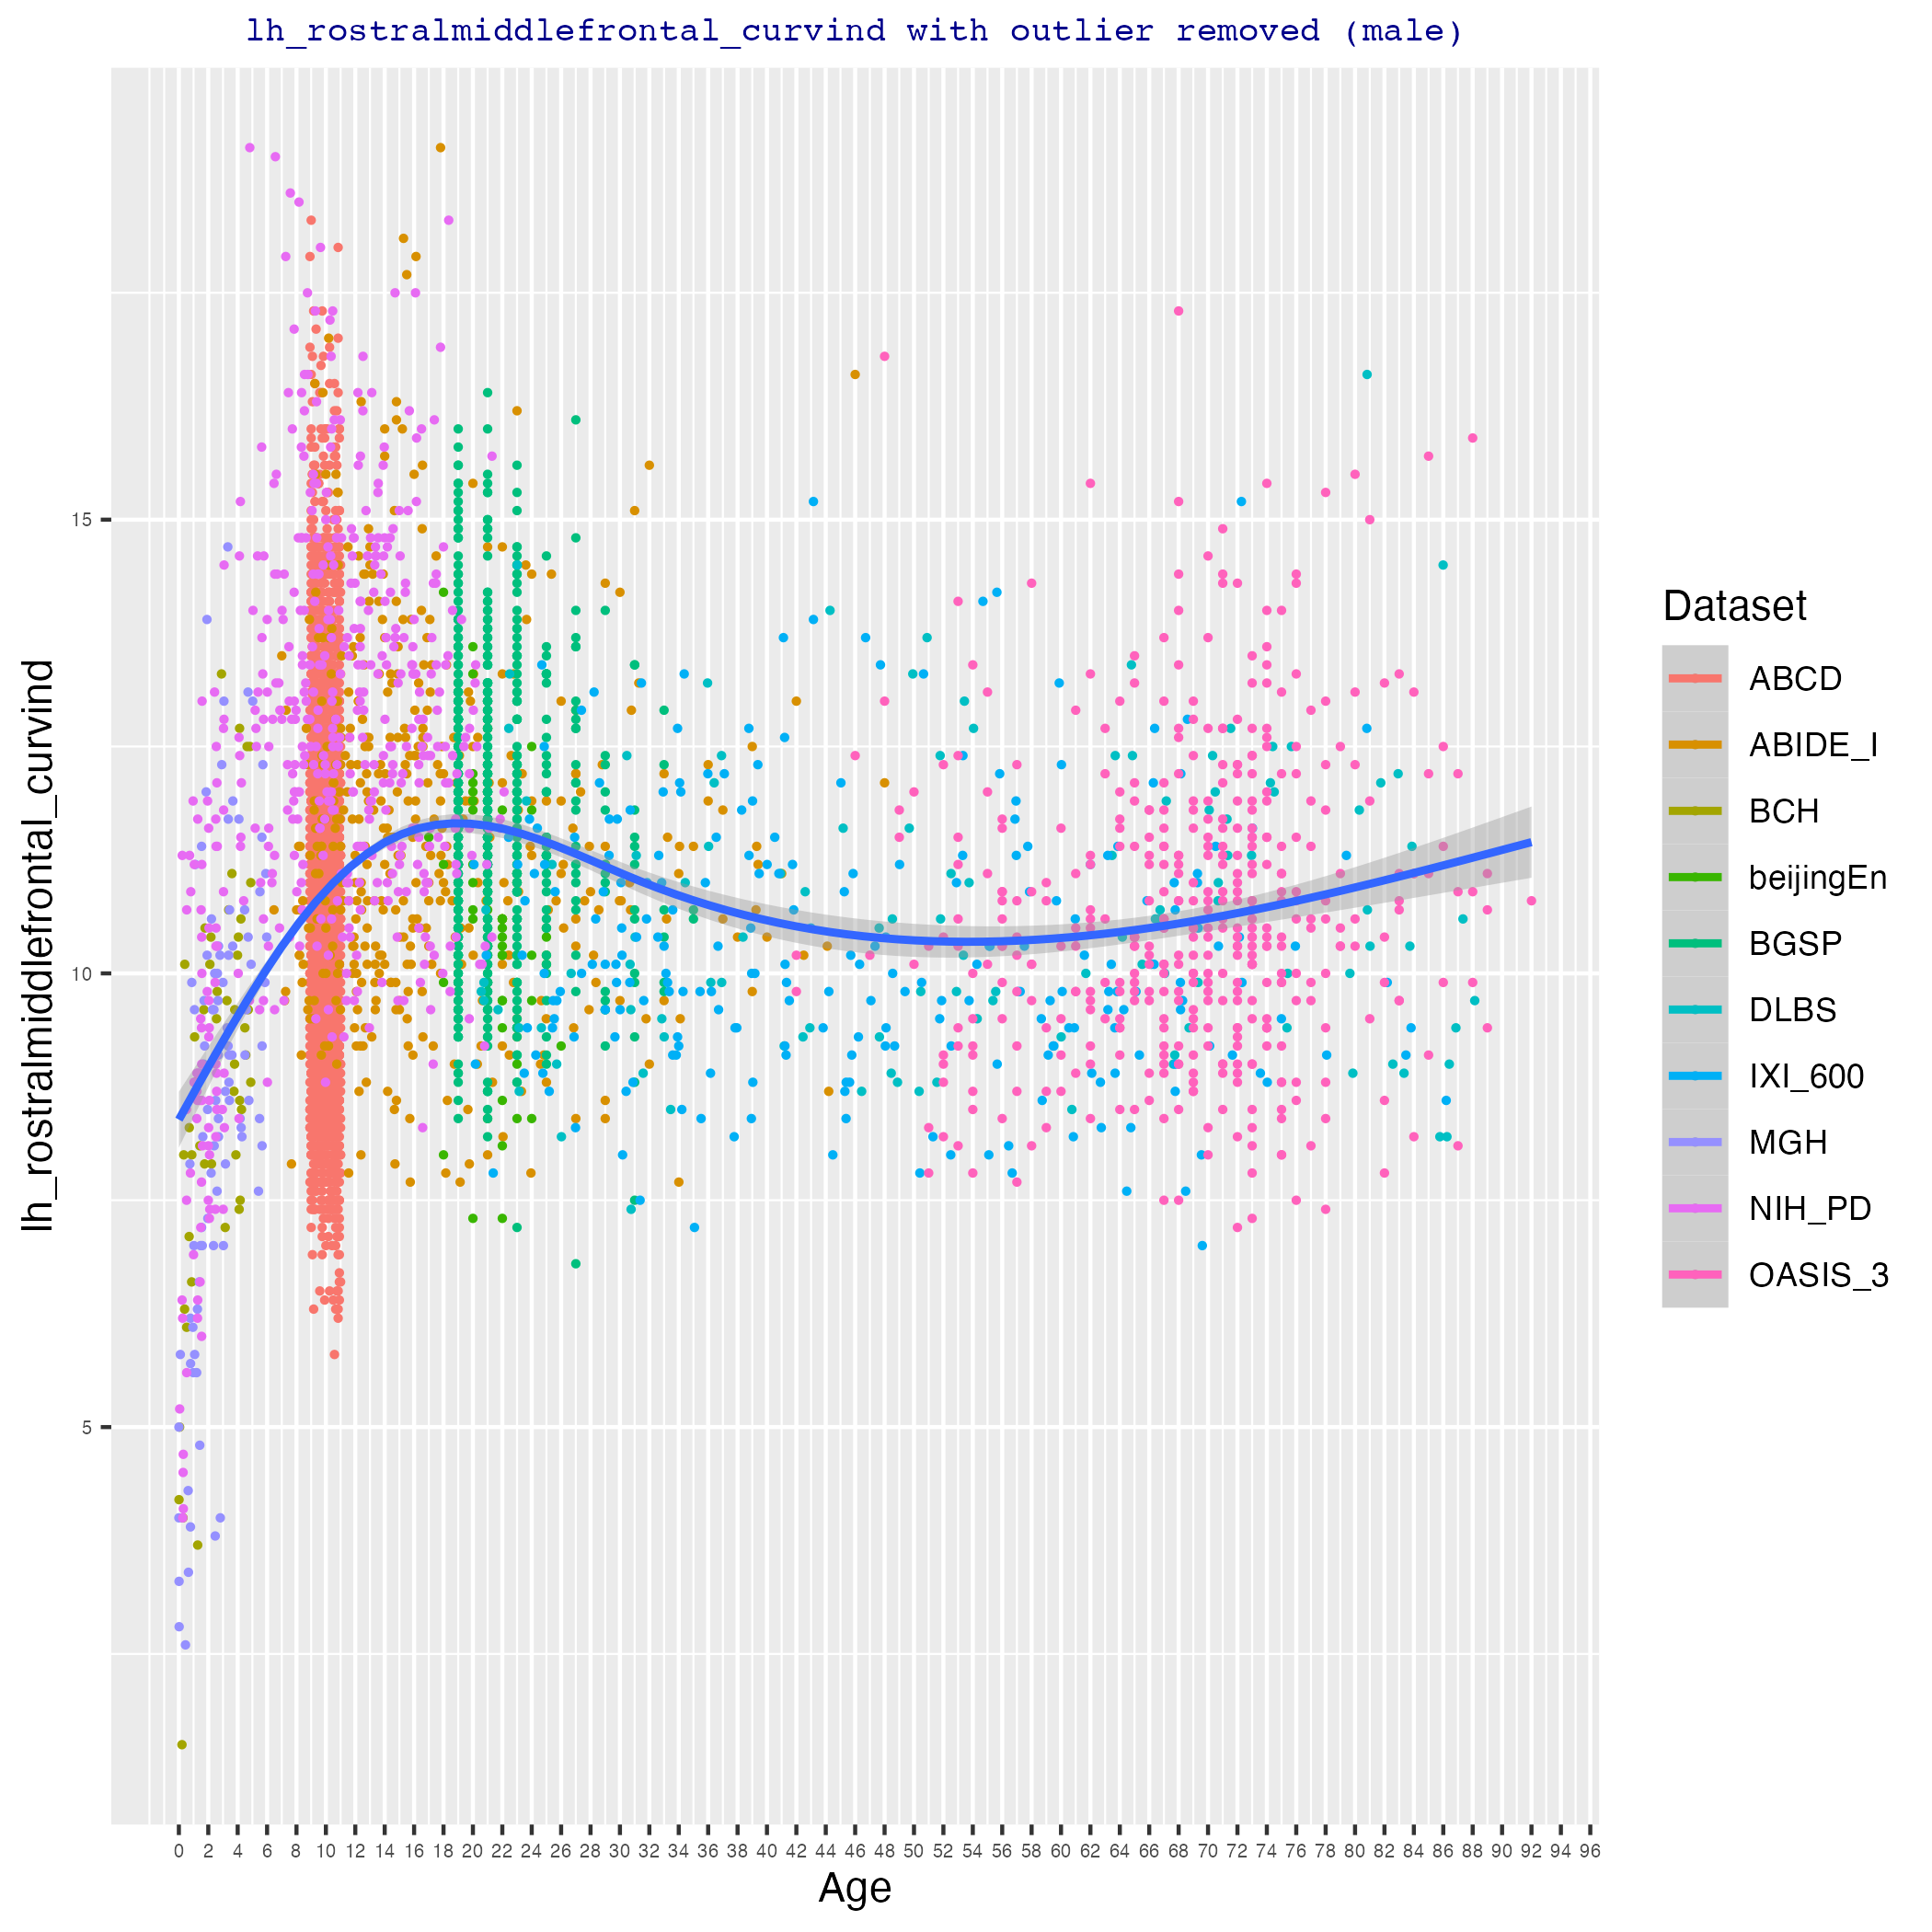 lh_rostralmiddlefrontal_curvind with outlier removed (male)
lh_rostralmiddlefrontal_curvind
15
10
5
0 2 4 6 8 10 12 14 16 18 20 22 24 26 28 30 32 34 36 38 40 42 44 46 48 50 52 54 56 58 60 62 64 66 68 70 72 74 76 78 80 82 84 86 88 90 92 94 96
Age
Dataset
ABCD
ABIDE_I
BCH
beijingEn
BGSP
DLBS
IXI_600
MGH
NIH_PD
OASIS_3